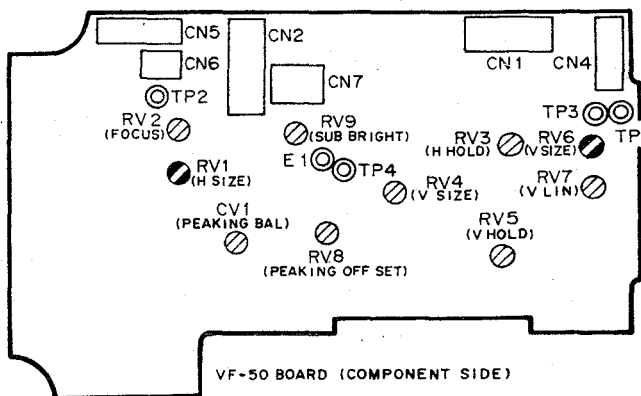 CN5
CN2
CN6
CN7
CN1
CN4
TP2
TP3
TP
RV2
(FOCUS)
RV9
(SUB BRIGHT)
RV3
(H HOLD)
RV6
(V SIZE)
E1
TP4
RV1
(H SIZE)
RV4
(V SIZE)
RV7
(V LIN)
CV1
(PEAKING BAL)
RV5
(V HOLD)
RV8
(PEAKING OFF SET)
VF-50 BOARD (COMPONENT SIDE)